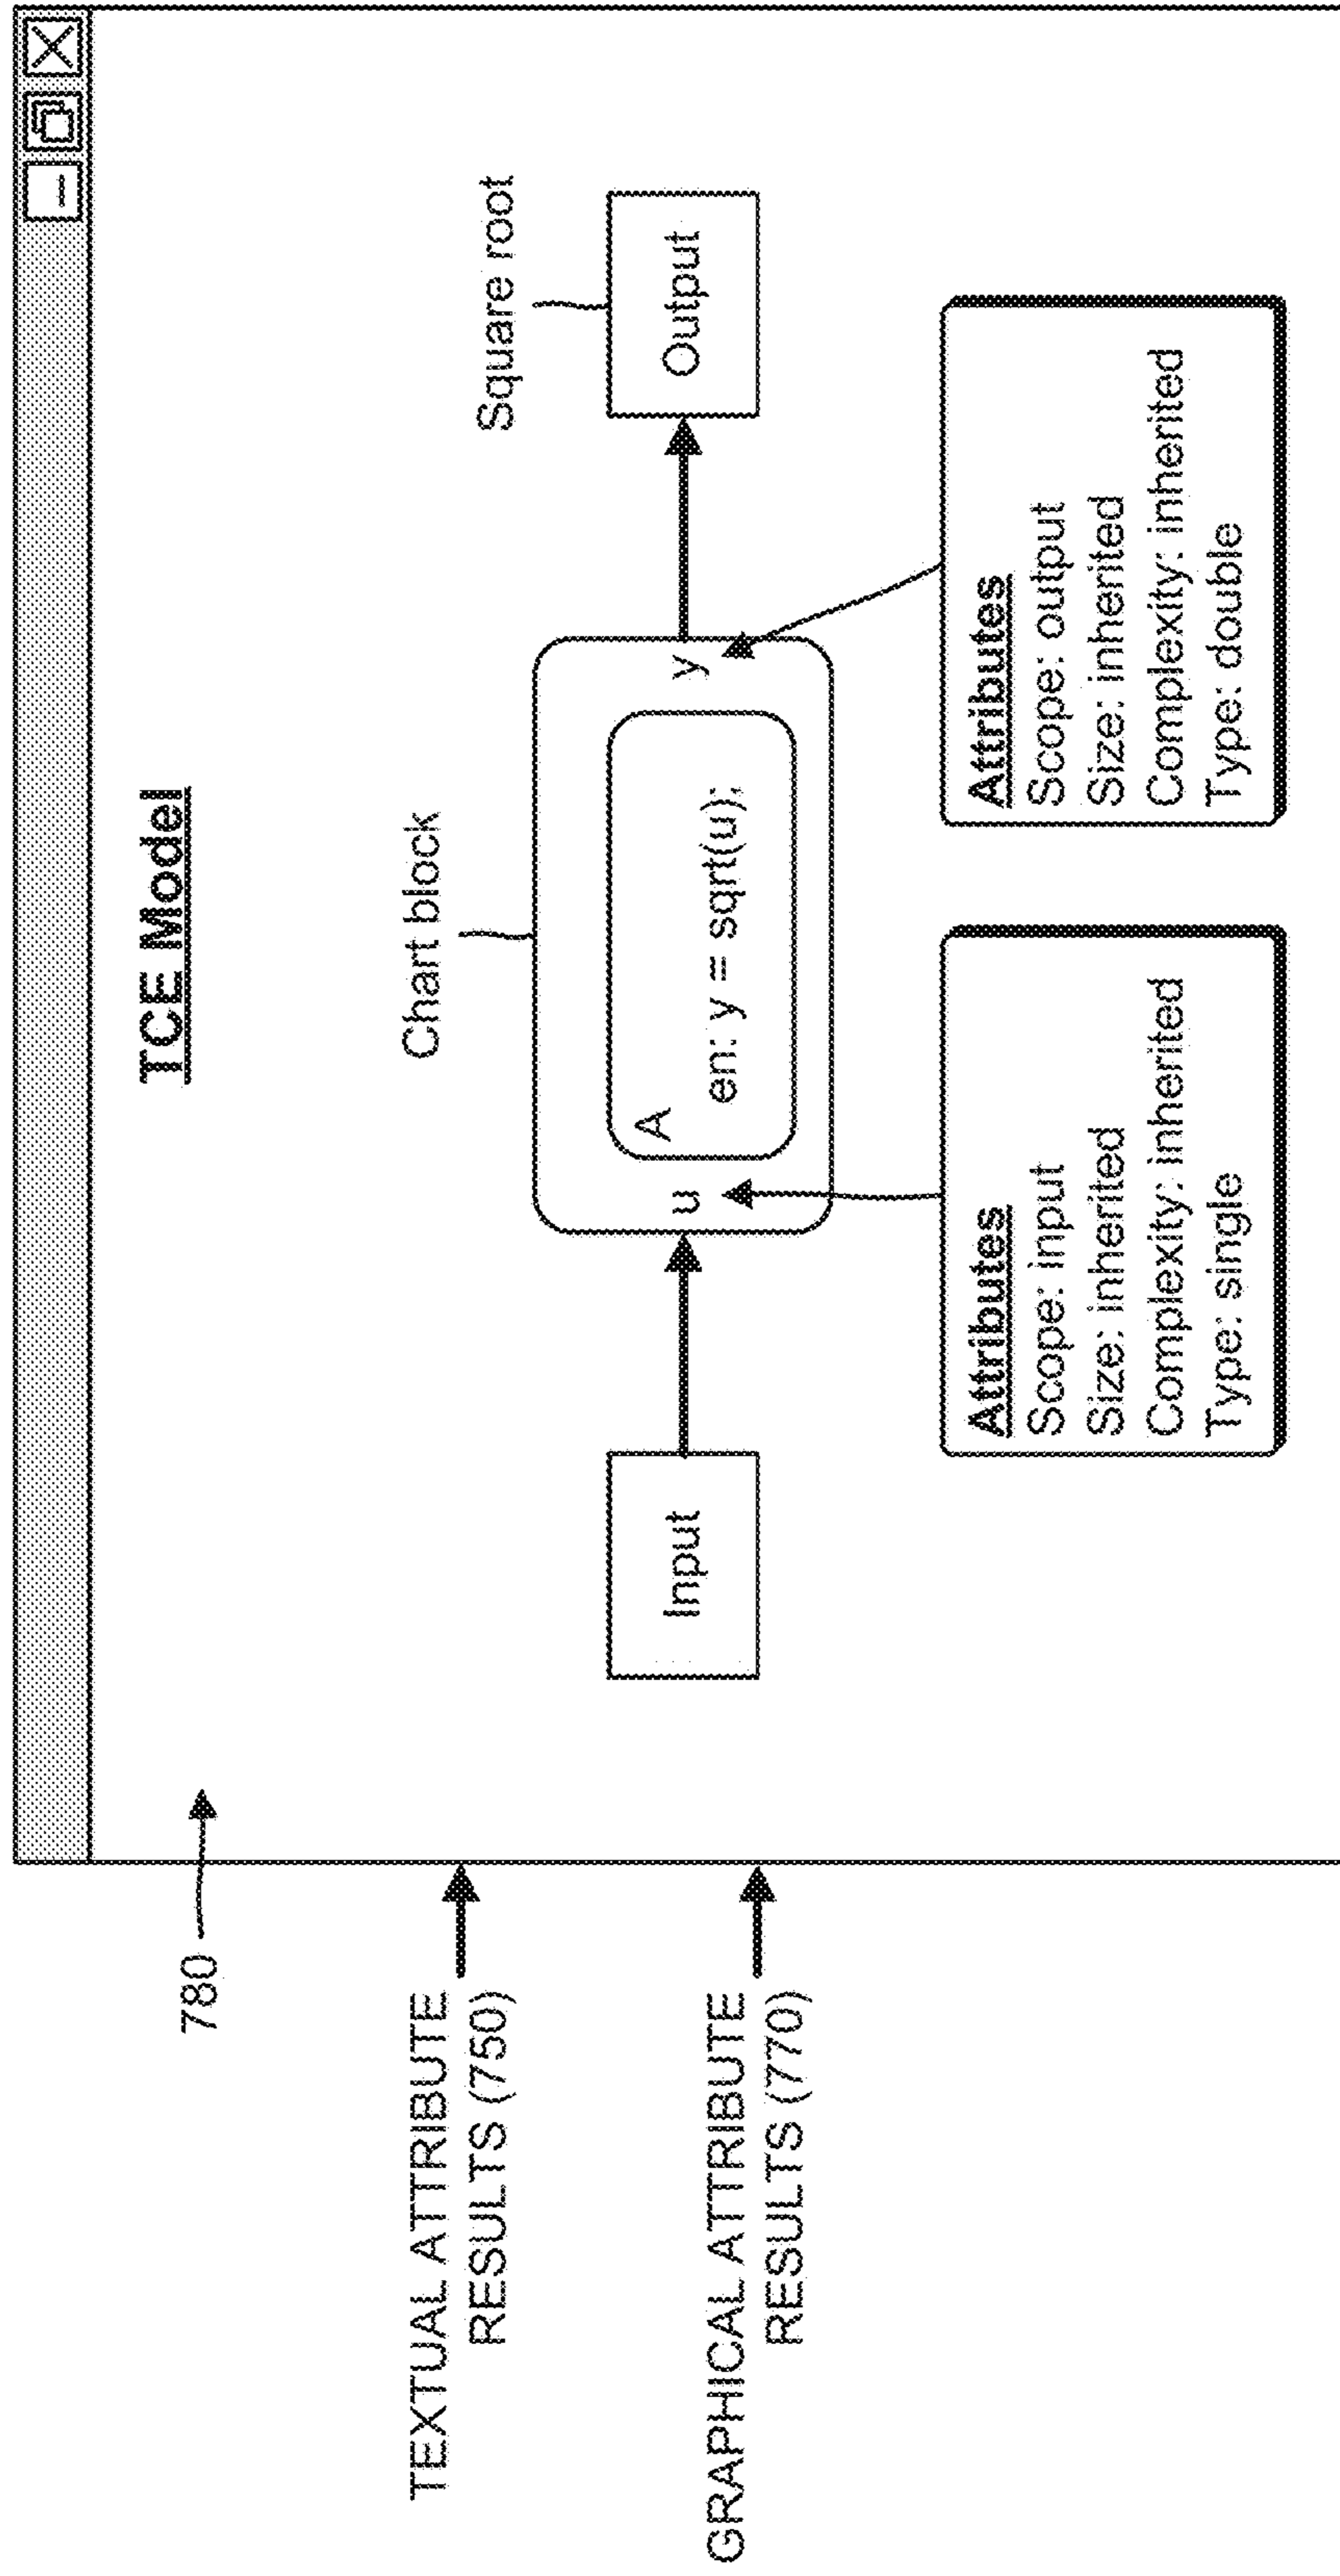 780
TCE Model
TEXTUAL ATTRIBUTE
RESULTS (750)
GRAPHICAL ATTRIBUTE
RESULTS (770)
Chart block
Square root
Input
u
A
en: y = sqrt(u);
y
Output
Attributes
Scope: input
Size: inherited
Complexity: inherited
Type: single
Attributes
Scope: output
Size: inherited
Complexity: inherited
Type: double